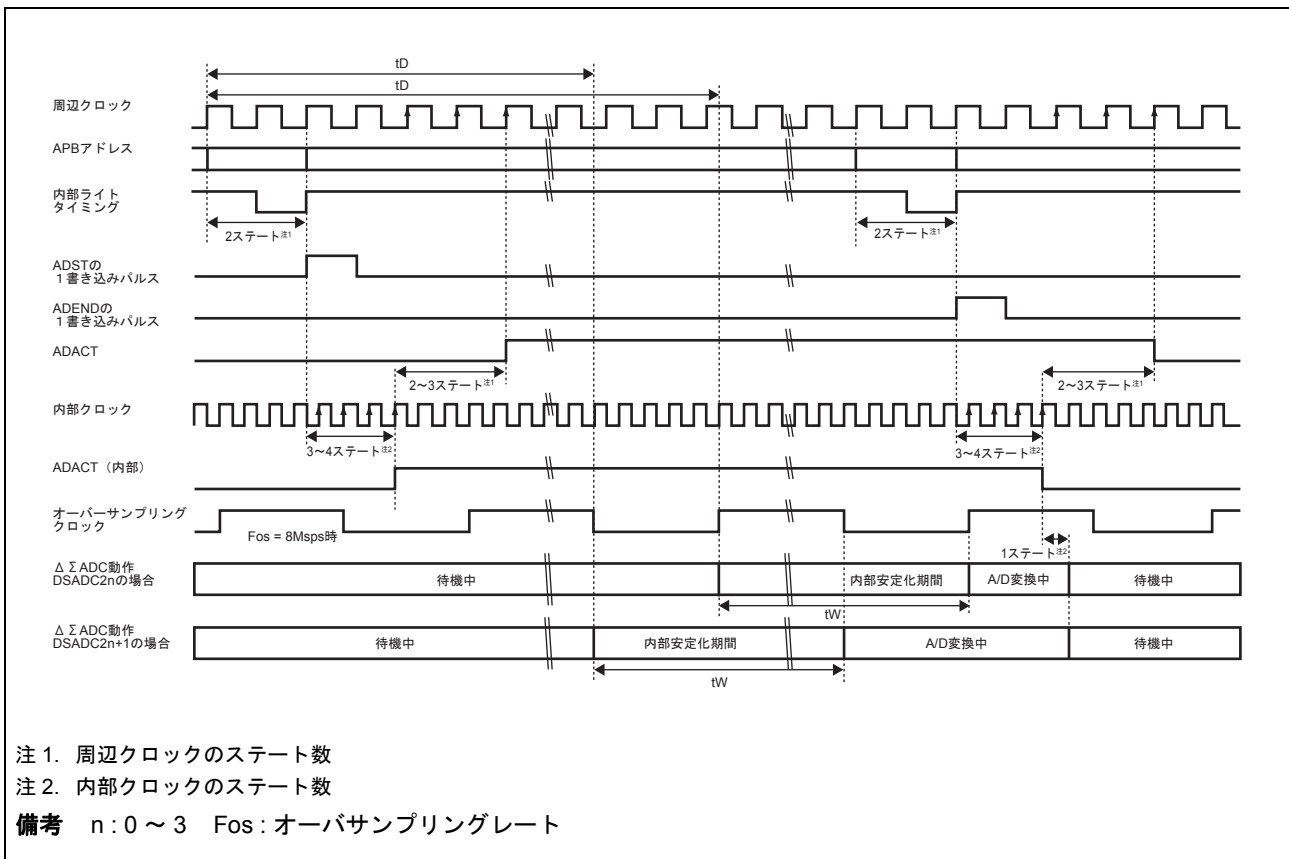 tD
tD
周辺クロック
APBアドレス
内部ライト
タイミング
2ステート注1
2ステート注1
ADSTの
1書き込みパルス
ADENDの
1書き込みパルス
ADACT
2～3ステート注1
2～3ステート注1
内部クロック
3～4ステート注2
3～4ステート注2
ADACT（内部）
オーバーサンプリング
クロック
Fos = 8Msps時
1ステート注2
ΔΣADC動作
DSADC2nの場合
待機中
内部安定化期間
A/D変換中
待機中
tW
ΔΣADC動作
DSADC2n+1の場合
待機中
内部安定化期間
A/D変換中
待機中
tW
注 1. 周辺クロックのステート数
注 2. 内部クロックのステート数
備考 n : 0 ～ 3 Fos : オーバサンプリングレート